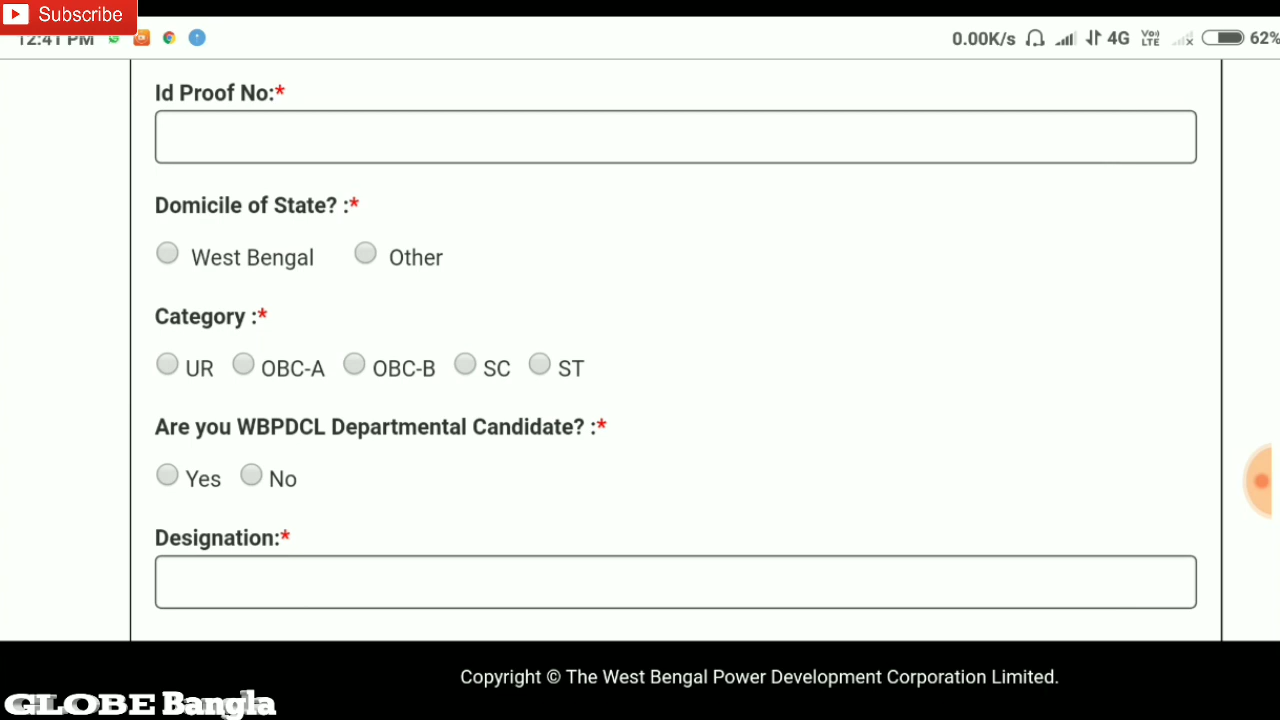 Subscribe
12:41 PM 0.00K/s 4G Vo) LTE 62%
Id Proof No:*
Domicile of State? :*
West Bengal Other
Category :*
UR OBC-A OBC-B SC ST
Are you WBPDCL Departmental Candidate? :*
Yes No
Designation:*
Copyright © The West Bengal Power Development Corporation Limited.
GLOBE Bangla